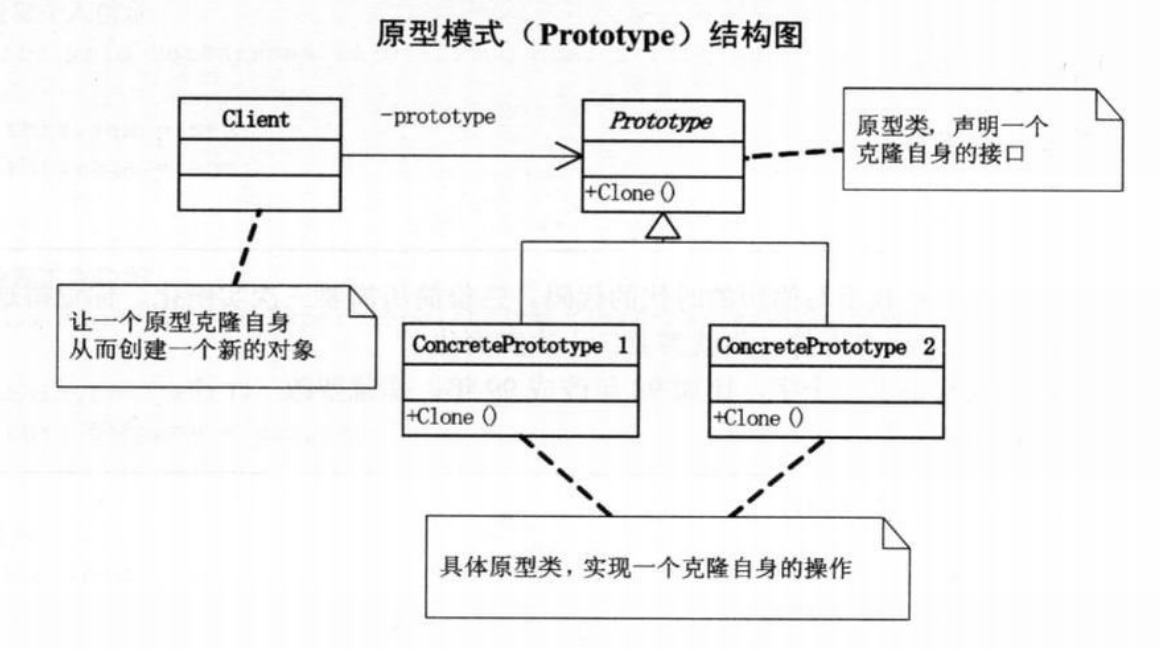 原型模式（Prototype）结构图
Client
-prototype
Prototype
+Clone()
原型类，声明一个
克隆自身的接口
让一个原型克隆自身
从而创建一个新的对象
ConcretePrototype 1
+Clone()
ConcretePrototype 2
+Clone()
具体原型类，实现一个克隆自身的操作